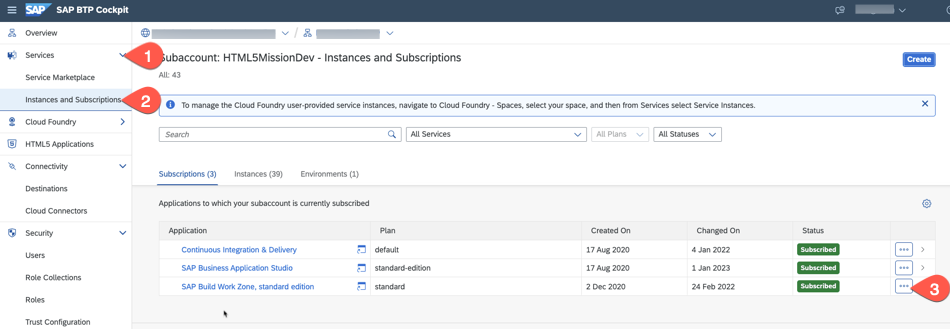 SAP SAP BTP Cockpit
Overview
Services
Service Marketplace
Instances and Subscriptions
Cloud Foundry
HTML5 Applications
Connectivity
Destinations
Cloud Connectors
Security
Users
Role Collections
Roles
Trust Configuration
1
2
/
Subaccount: HTML5MissionDev - Instances and Subscriptions
Create
All: 43
To manage the Cloud Foundry user-provided service instances, navigate to Cloud Foundry - Spaces, select your space, and then from Services select Service Instances.
Search All Services All Plans All Statuses
Subscriptions (3) Instances (39) Environments (1)
Applications to which your subaccount is currently subscribed
Application Plan Created On Changed On Status
Continuous Integration & Delivery default 17 Aug 2020 4 Jan 2022 Subscribed
SAP Business Application Studio standard-edition 17 Aug 2020 1 Jan 2023 Subscribed
SAP Build Work Zone, standard edition standard 2 Dec 2020 24 Feb 2022 Subscribed
3